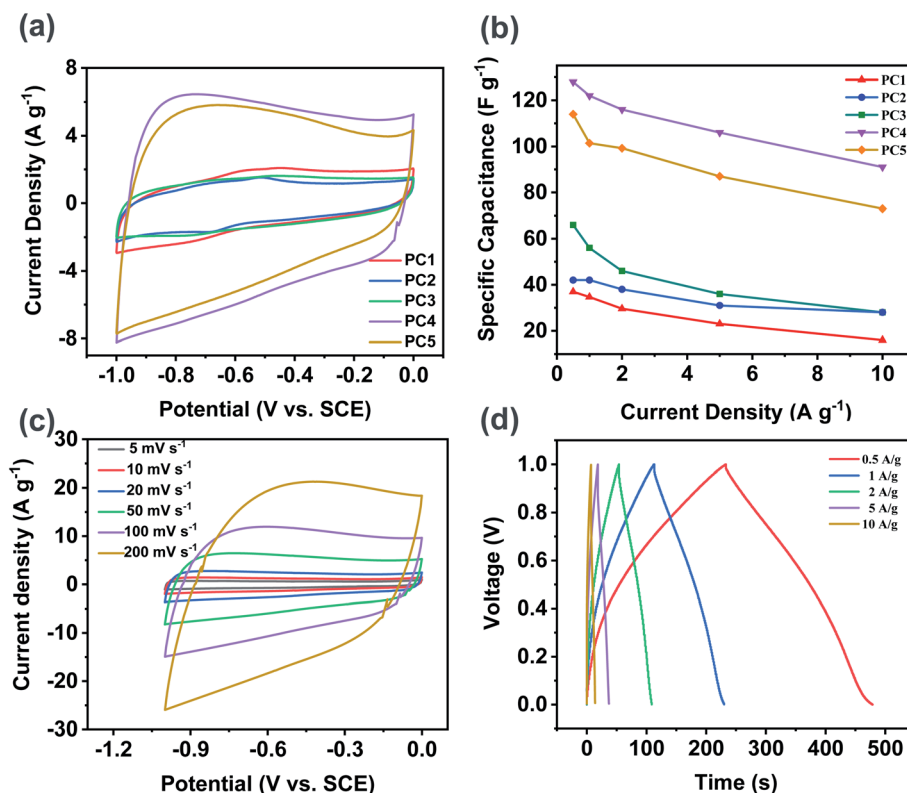 (a)
Current Density (A g⁻¹)
8
4
0
-4
-8
PC1
PC2
PC3
PC4
PC5
-1.0 -0.8 -0.6 -0.4 -0.2 0.0
Potential (V vs. SCE)
(b)
Specific Capacitance (F g⁻¹)
120
100
80
60
40
20
PC1
PC2
PC3
PC4
PC5
0 2 4 6 8 10
Current Density (A g⁻¹)
(c)
Current density (A g⁻¹)
30
20
10
0
-10
-20
-30
5 mV s⁻¹
10 mV s⁻¹
20 mV s⁻¹
50 mV s⁻¹
100 mV s⁻¹
200 mV s⁻¹
-1.2 -0.9 -0.6 -0.3 0.0
Potential (V vs. SCE)
(d)
Voltage (V)
1.0
0.8
0.6
0.4
0.2
0.0
0.5 A/g
1 A/g
2 A/g
5 A/g
10 A/g
0 100 200 300 400 500
Time (s)